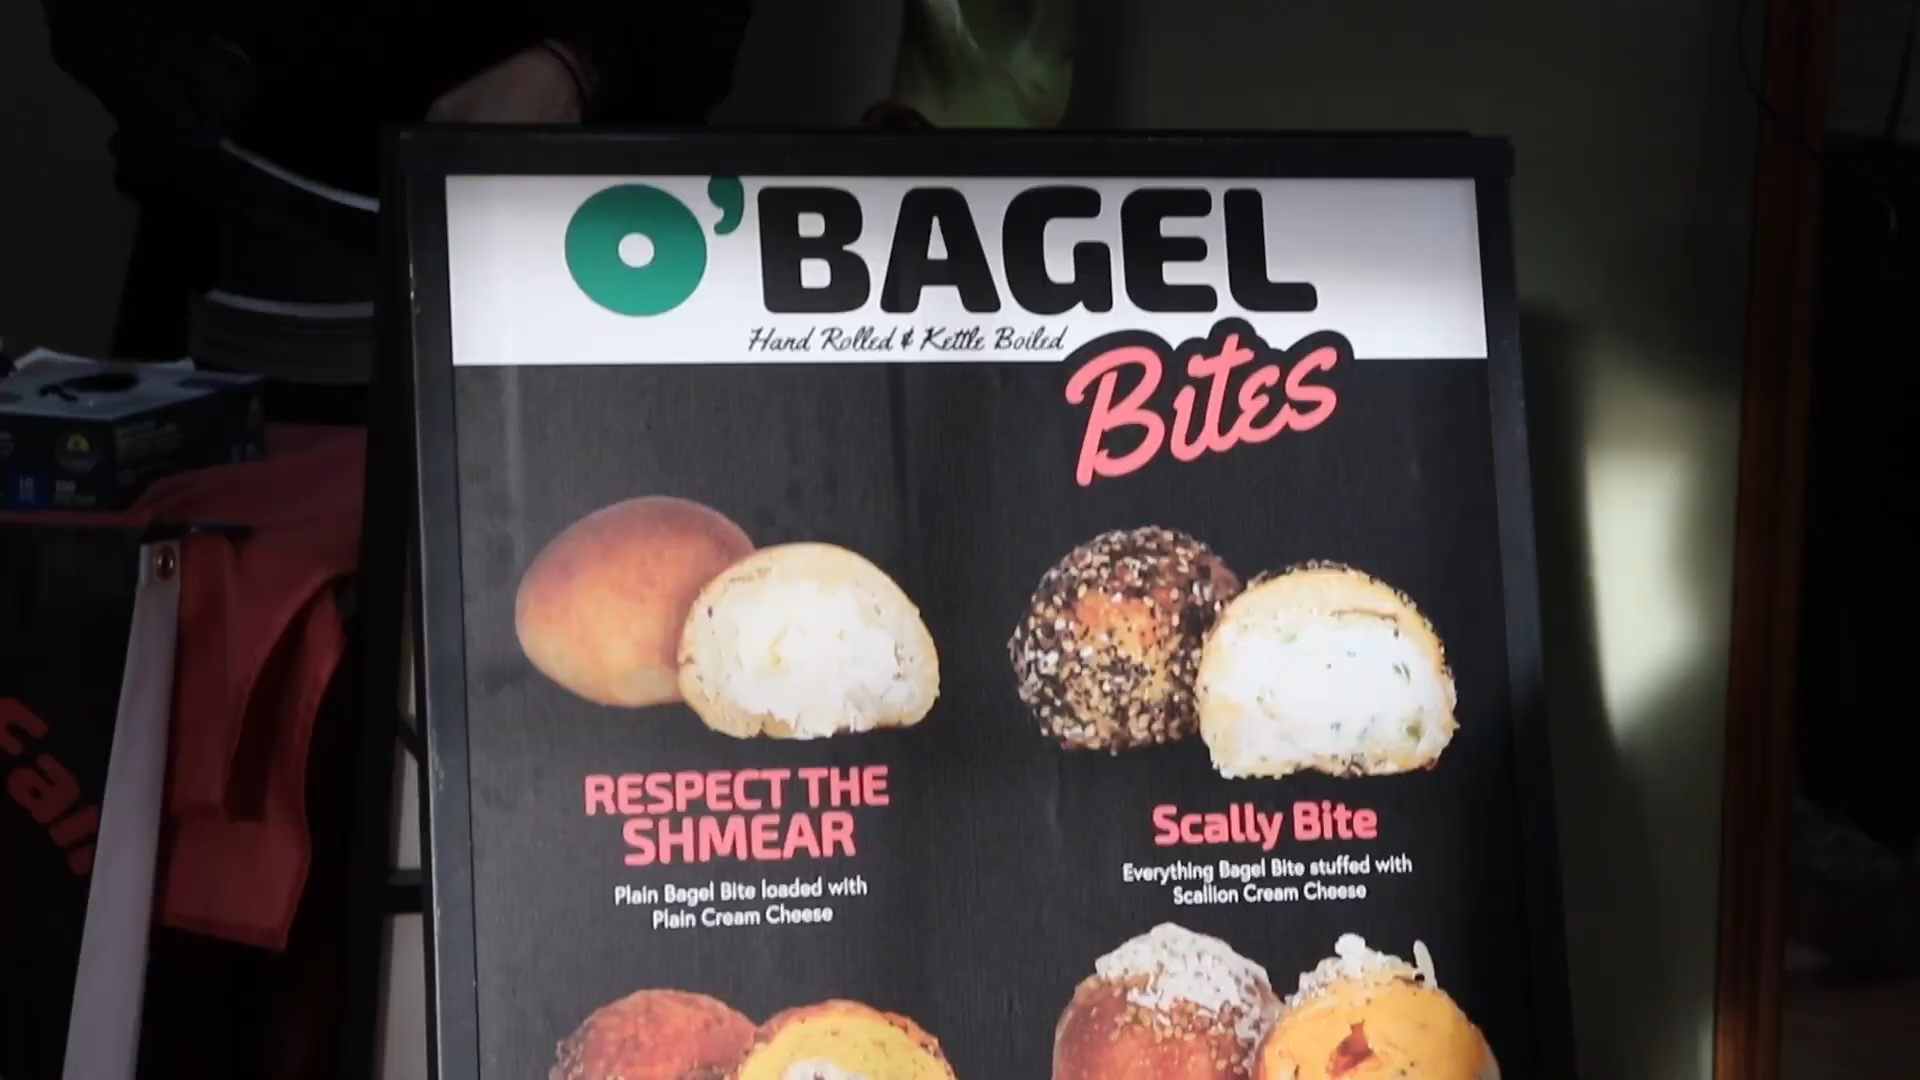 O'BAGEL
Hand Rolled & Kettle Boiled
Bites
RESPECT THE
SHMEAR
Plain Bagel Bite loaded with
Plain Cream Cheese
Scally Bite
Everything Bagel Bite stuffed with
Scallion Cream Cheese